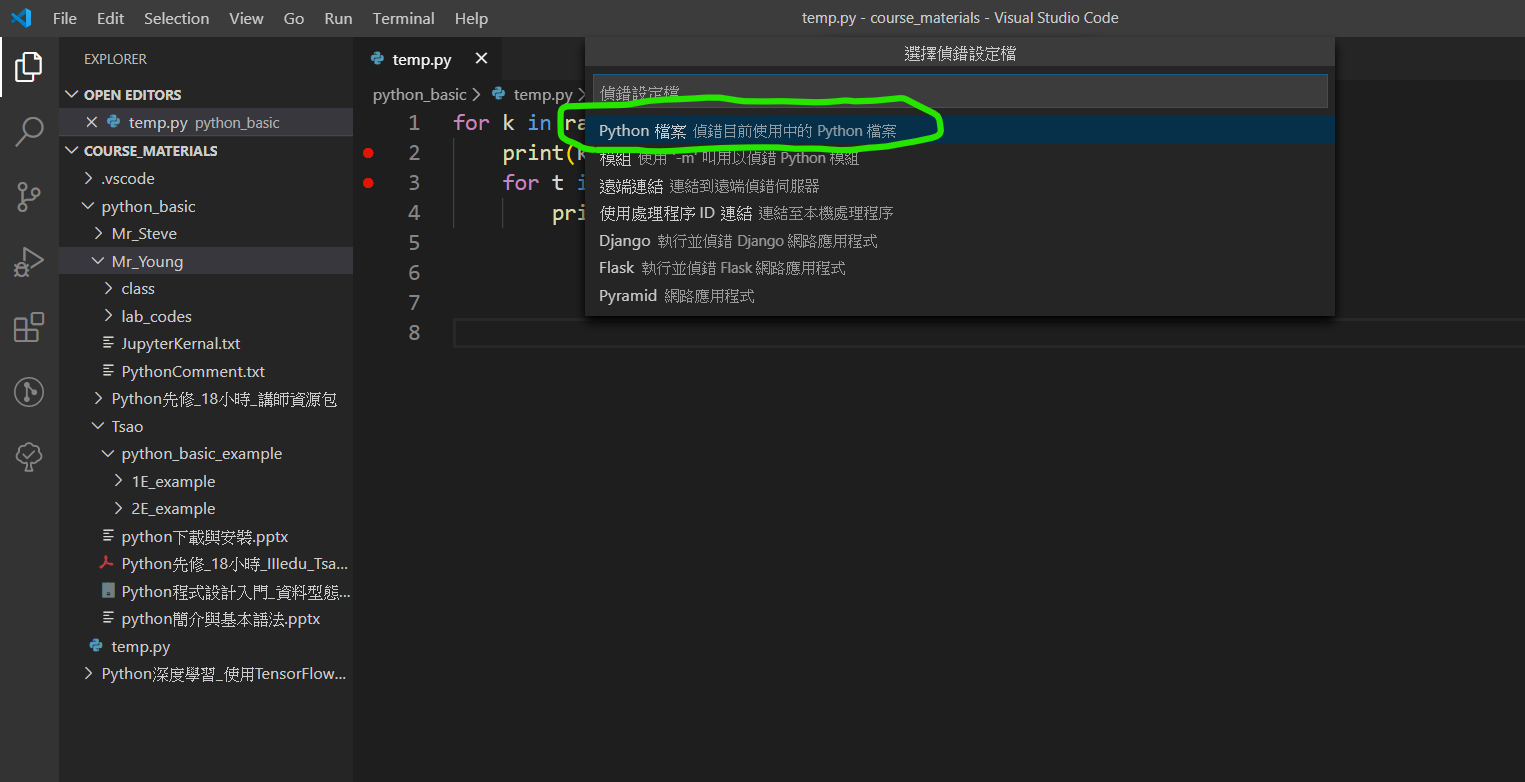 File Edit Selection View Go Run Terminal Help
temp.py - course_materials - Visual Studio Code
EXPLORER
OPEN EDITORS
temp.py python_basic
COURSE_MATERIALS
.vscode
python_basic
Mr_Steve
Mr_Young
class
lab_codes
JupyterKernal.txt
PythonComment.txt
Python先修_18小時_講師資源包
Tsao
python_basic_example
1E_example
2E_example
python下載與安裝.pptx
Python先修_18小時_IIIedu_Tsa...
Python程式設計入門_資料型態...
python簡介與基本語法.pptx
temp.py
Python深度學習_使用TensorFlow...
temp.py
python_basic > temp.py >
1 for k in ra
2 print(k
3 for t i
4 pri
5
6
7
8
選擇偵錯設定檔
偵錯設定檔
Python 檔案 偵錯目前使用中的 Python 檔案
模組 使用 '-m' 叫用以偵錯 Python 模組
遠端連結 連結到遠端偵錯伺服器
使用處理程序 ID 連結 連結至本機處理程序
Django 執行並偵錯 Django 網路應用程式
Flask 執行並偵錯 Flask 網路應用程式
Pyramid 網路應用程式